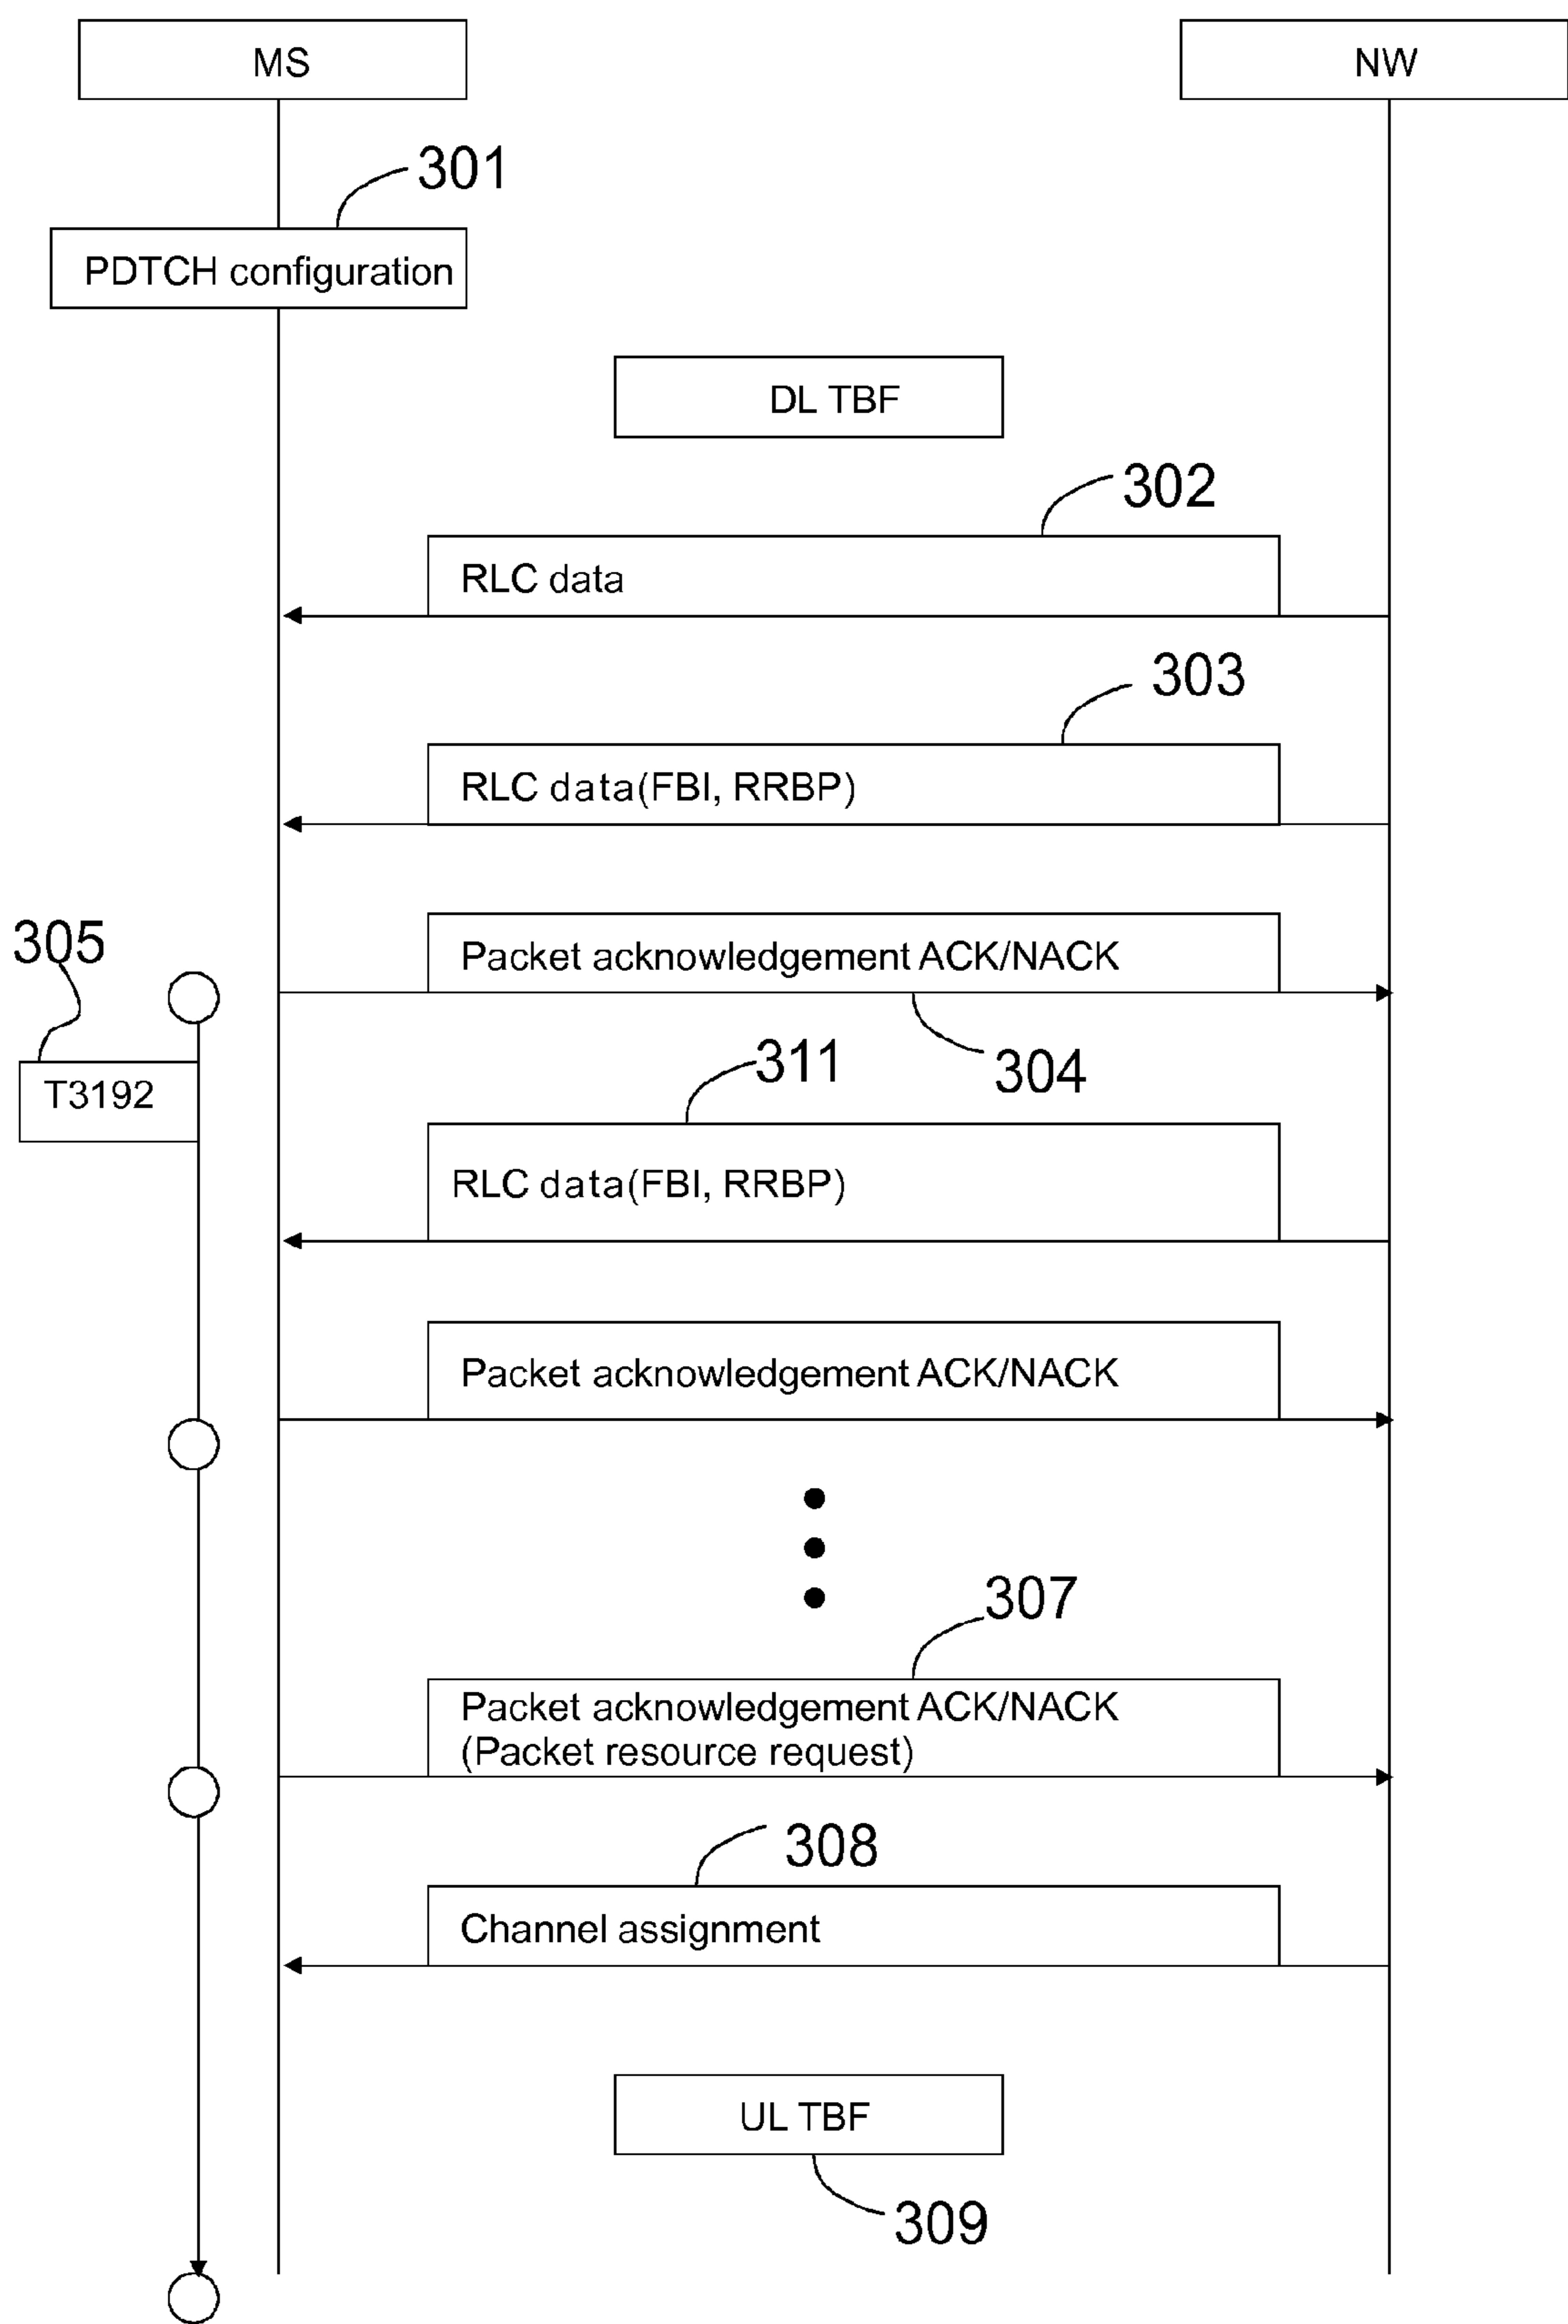 MS
NW
301
PDTCH configuration
DL TBF
302
RLC data
303
RLC data(FBI, RRBP)
305
Packet acknowledgement ACK/NACK
304
T3192
311
RLC data(FBI, RRBP)
Packet acknowledgement ACK/NACK
307
Packet acknowledgement ACK/NACK
(Packet resource request)
308
Channel assignment
UL TBF
309